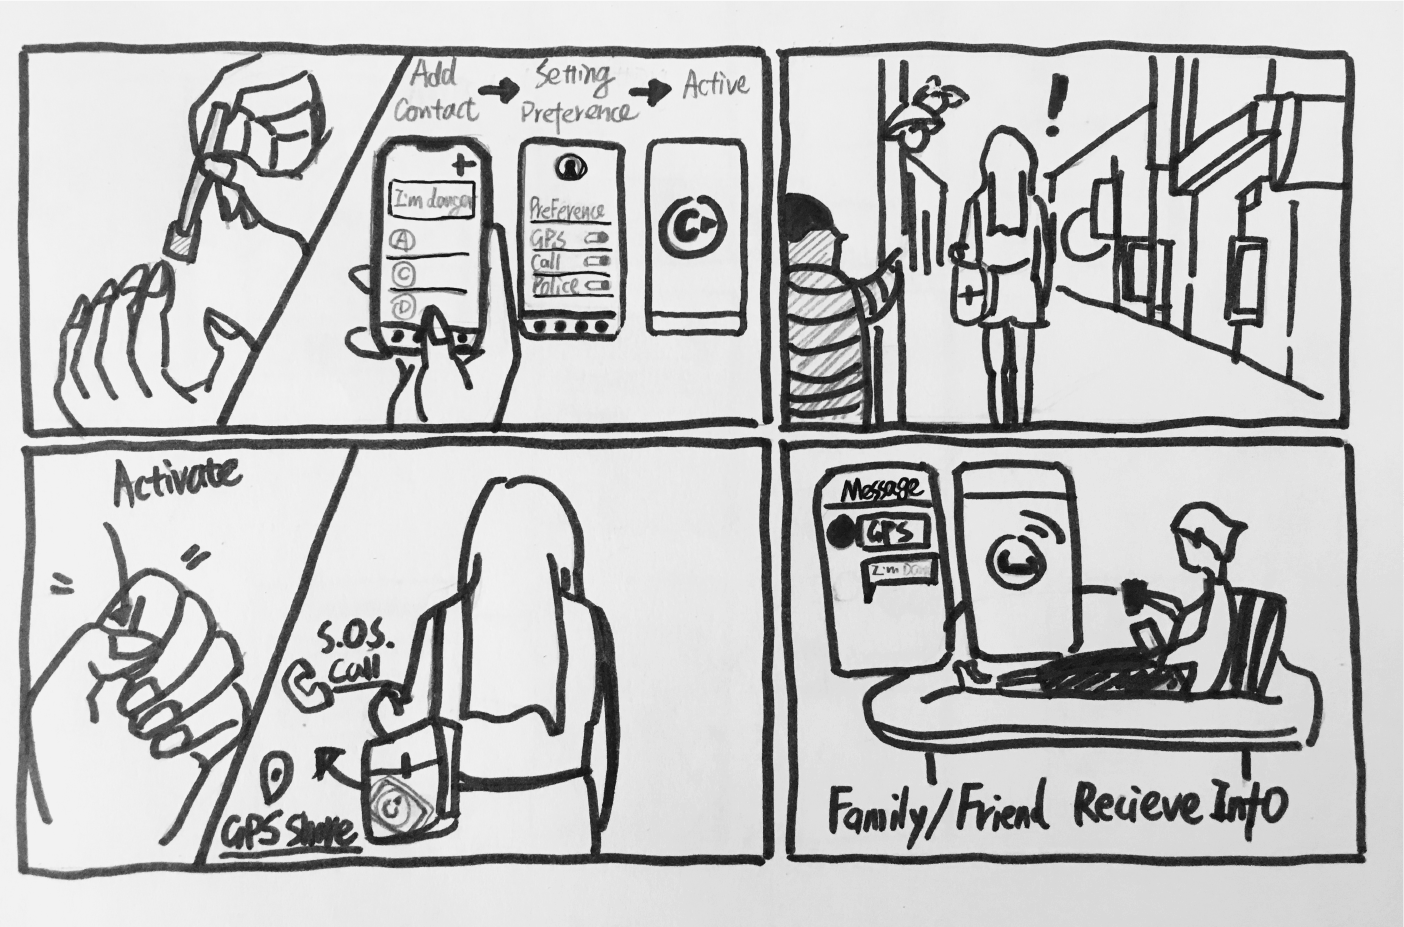 Add
Contact
Setting
Preference
Active
I'm danger
A
C
D
Preference
GPS
Call
Police
!
Activate
S.O.S.
Call
GPS Share
Message
GPS
I'm Dan
Family/Friend Recieve Info